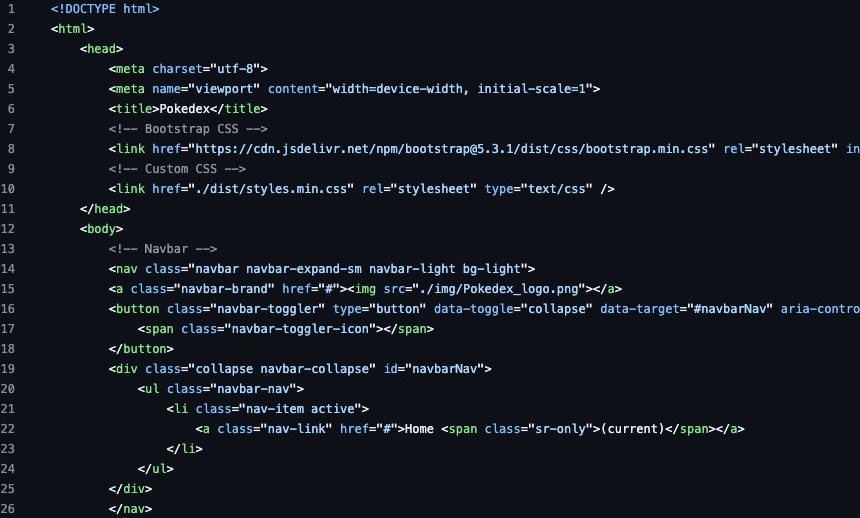 1 <!DOCTYPE html>
2 <html>
3 <head>
4 <meta charset="utf-8">
5 <meta name="viewport" content="width=device-width, initial-scale=1">
6 <title>Pokedex</title>
7 <!-- Bootstrap CSS -->
8 <link href="https://cdn.jsdelivr.net/npm/bootstrap@5.3.1/dist/css/bootstrap.min.css" rel="stylesheet" in
9 <!-- Custom CSS -->
10 <link href="./dist/styles.min.css" rel="stylesheet" type="text/css" />
11 </head>
12 <body>
13 <!-- Navbar -->
14 <nav class="navbar navbar-expand-sm navbar-light bg-light">
15 <a class="navbar-brand" href="#"><img src="./img/Pokedex_logo.png"></a>
16 <button class="navbar-toggler" type="button" data-toggle="collapse" data-target="#navbarNav" aria-contro
17 <span class="navbar-toggler-icon"></span>
18 </button>
19 <div class="collapse navbar-collapse" id="navbarNav">
20 <ul class="navbar-nav">
21 <li class="nav-item active">
22 <a class="nav-link" href="#">Home <span class="sr-only">(current)</span></a>
23 </li>
24 </ul>
25 </div>
26 </nav>